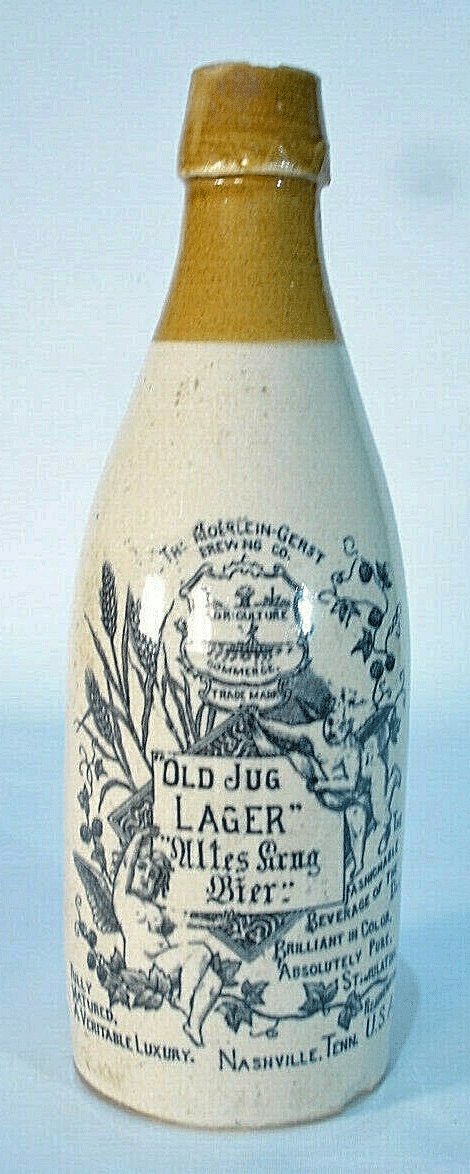 THE MOERLEIN-GERST
BREWING CO.
AGRICULTURE
COMMERCE
TRADE MARK
"OLD JUG
LAGER"
"Altes Krug
Bier."
FASHIONABLE
BEVERAGE OF THE
BRILLIANT IN COLOR,
ABSOLUTELY PURE,
FULLY
MATURED,
A VERITABLE LUXURY.
NASHVILLE, TENN. U.S.